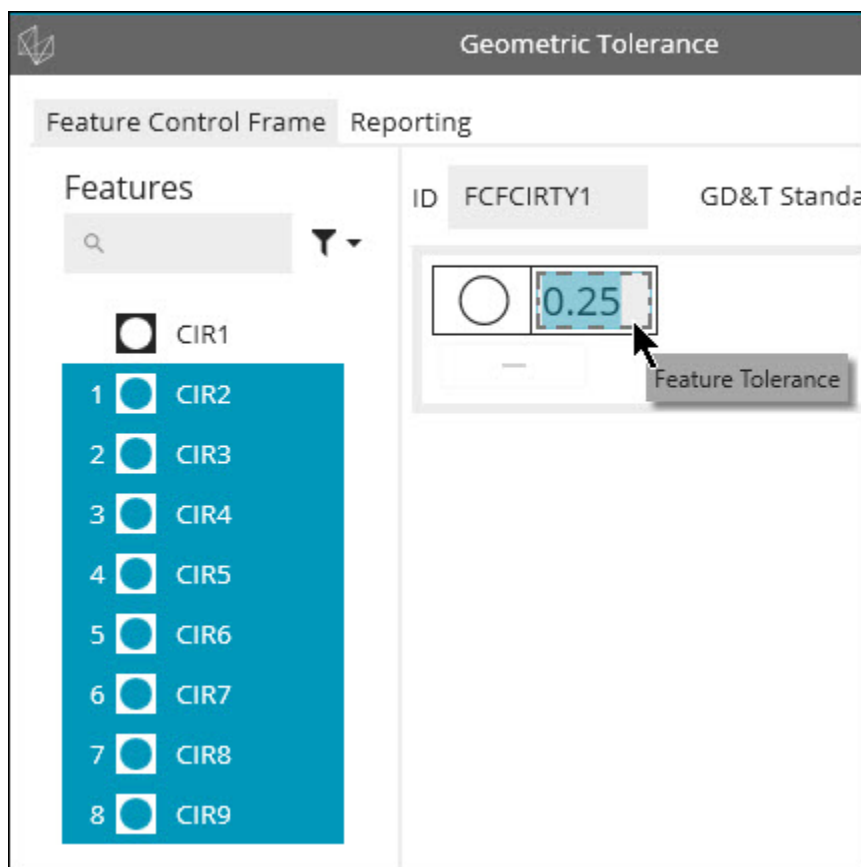 Geometric Tolerance
Feature Control Frame Reporting
Features
ID FCFCIRTY1 GD&T Standa
0.25
Feature Tolerance
CIR1
1 CIR2
2 CIR3
3 CIR4
4 CIR5
5 CIR6
6 CIR7
7 CIR8
8 CIR9